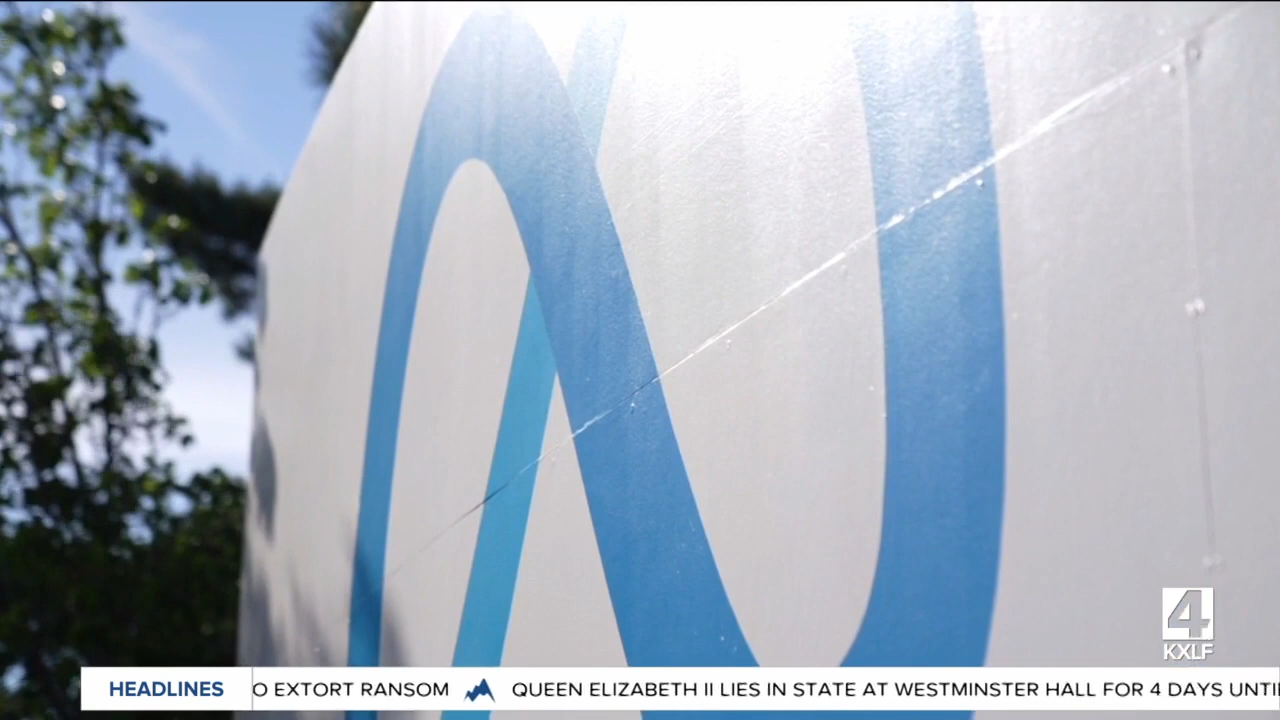 4
KXLF
HEADLINES
O EXTORT RANSOM
QUEEN ELIZABETH II LIES IN STATE AT WESTMINSTER HALL FOR 4 DAYS UNTI